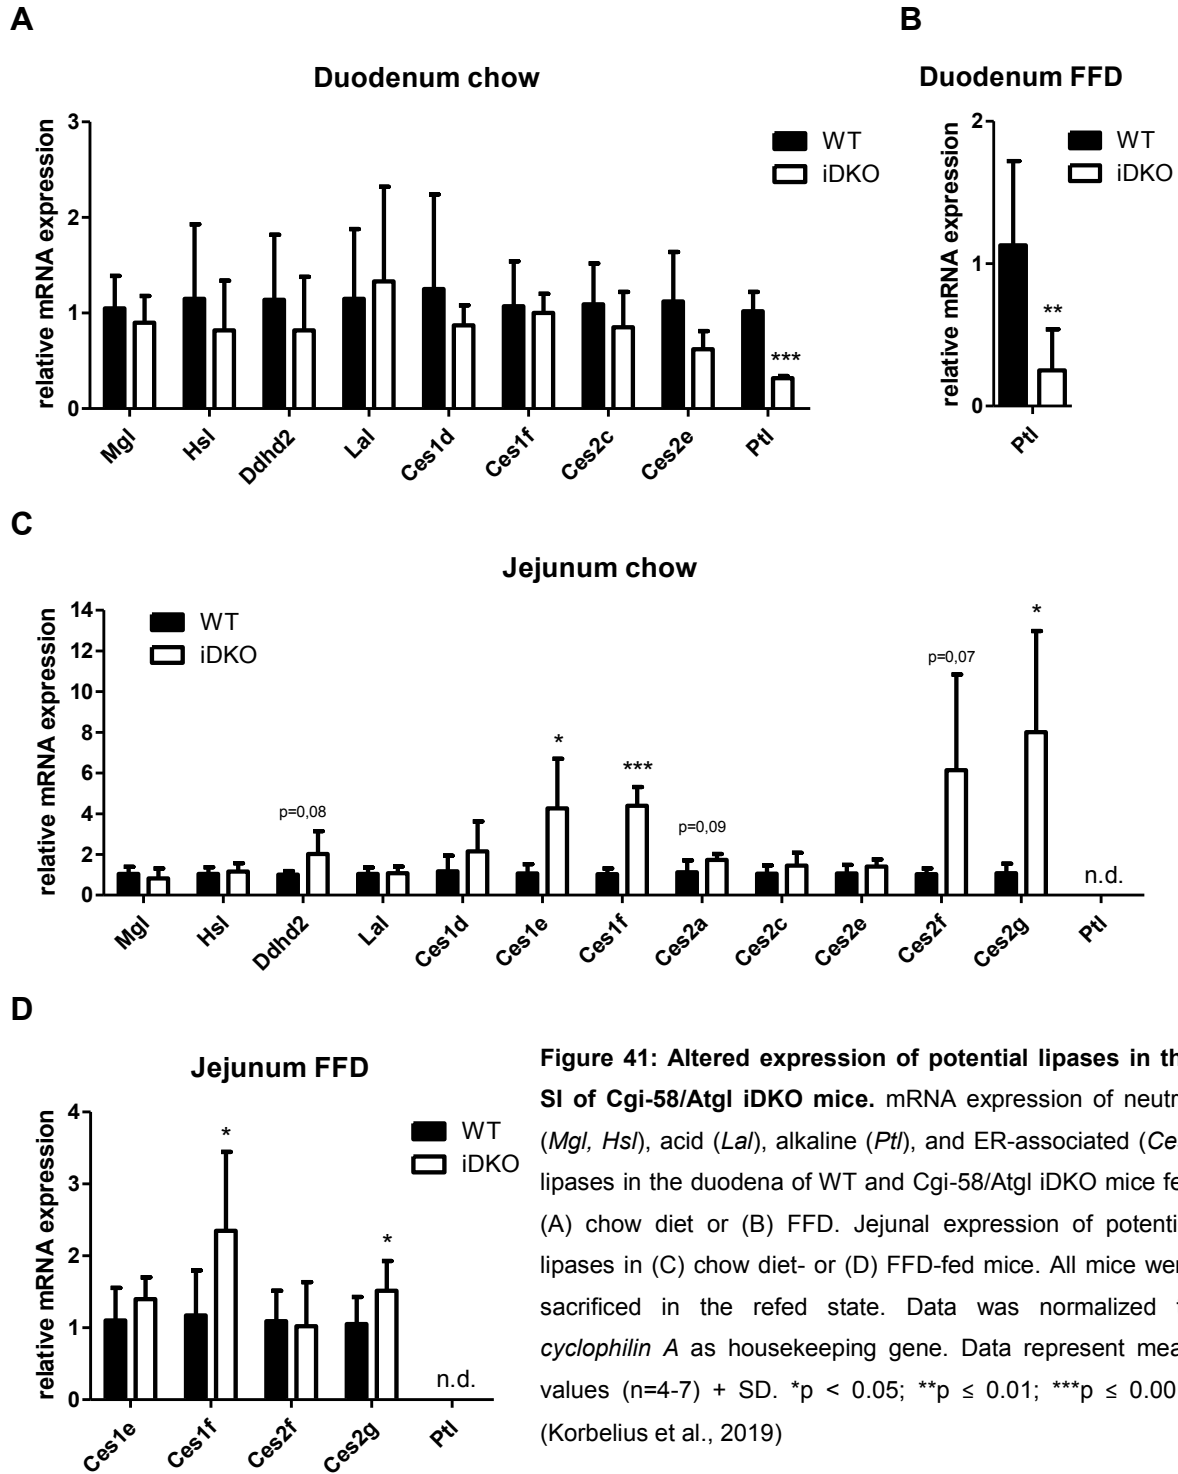 A
Duodenum chow
relative mRNA expression
3
2
1
0
WT
iDKO
***
Mgl
Hsl
Ddhd2
Lal
Ces1d
Ces1f
Ces2c
Ces2e
Ptl
B
Duodenum FFD
relative mRNA expression
2
1
0
WT
iDKO
**
Ptl
C
Jejunum chow
relative mRNA expression
14
12
10
8
6
4
2
0
WT
iDKO
p=0,08
*
***
p=0,09
p=0,07
*
n.d.
Mgl
Hsl
Ddhd2
Lal
Ces1d
Ces1e
Ces1f
Ces2a
Ces2c
Ces2e
Ces2f
Ces2g
Ptl
D
Jejunum FFD
relative mRNA expression
4
3
2
1
0
WT
iDKO
*
*
n.d.
Ces1e
Ces1f
Ces2f
Ces2g
Ptl
Figure 41: Altered expression of potential lipases in th
SI of Cgi-58/Atgl iDKO mice. mRNA expression of neutr
(Mgl, Hsl), acid (Lal), alkaline (Ptl), and ER-associated (Ces
lipases in the duodena of WT and Cgi-58/Atgl iDKO mice fe
(A) chow diet or (B) FFD. Jejunal expression of potenti
lipases in (C) chow diet- or (D) FFD-fed mice. All mice wer
sacrificed in the refed state. Data was normalized t
cyclophilin A as housekeeping gene. Data represent mea
values (n=4-7) + SD. *p < 0.05; **p ≤ 0.01; ***p ≤ 0.00
(Korbelius et al., 2019)